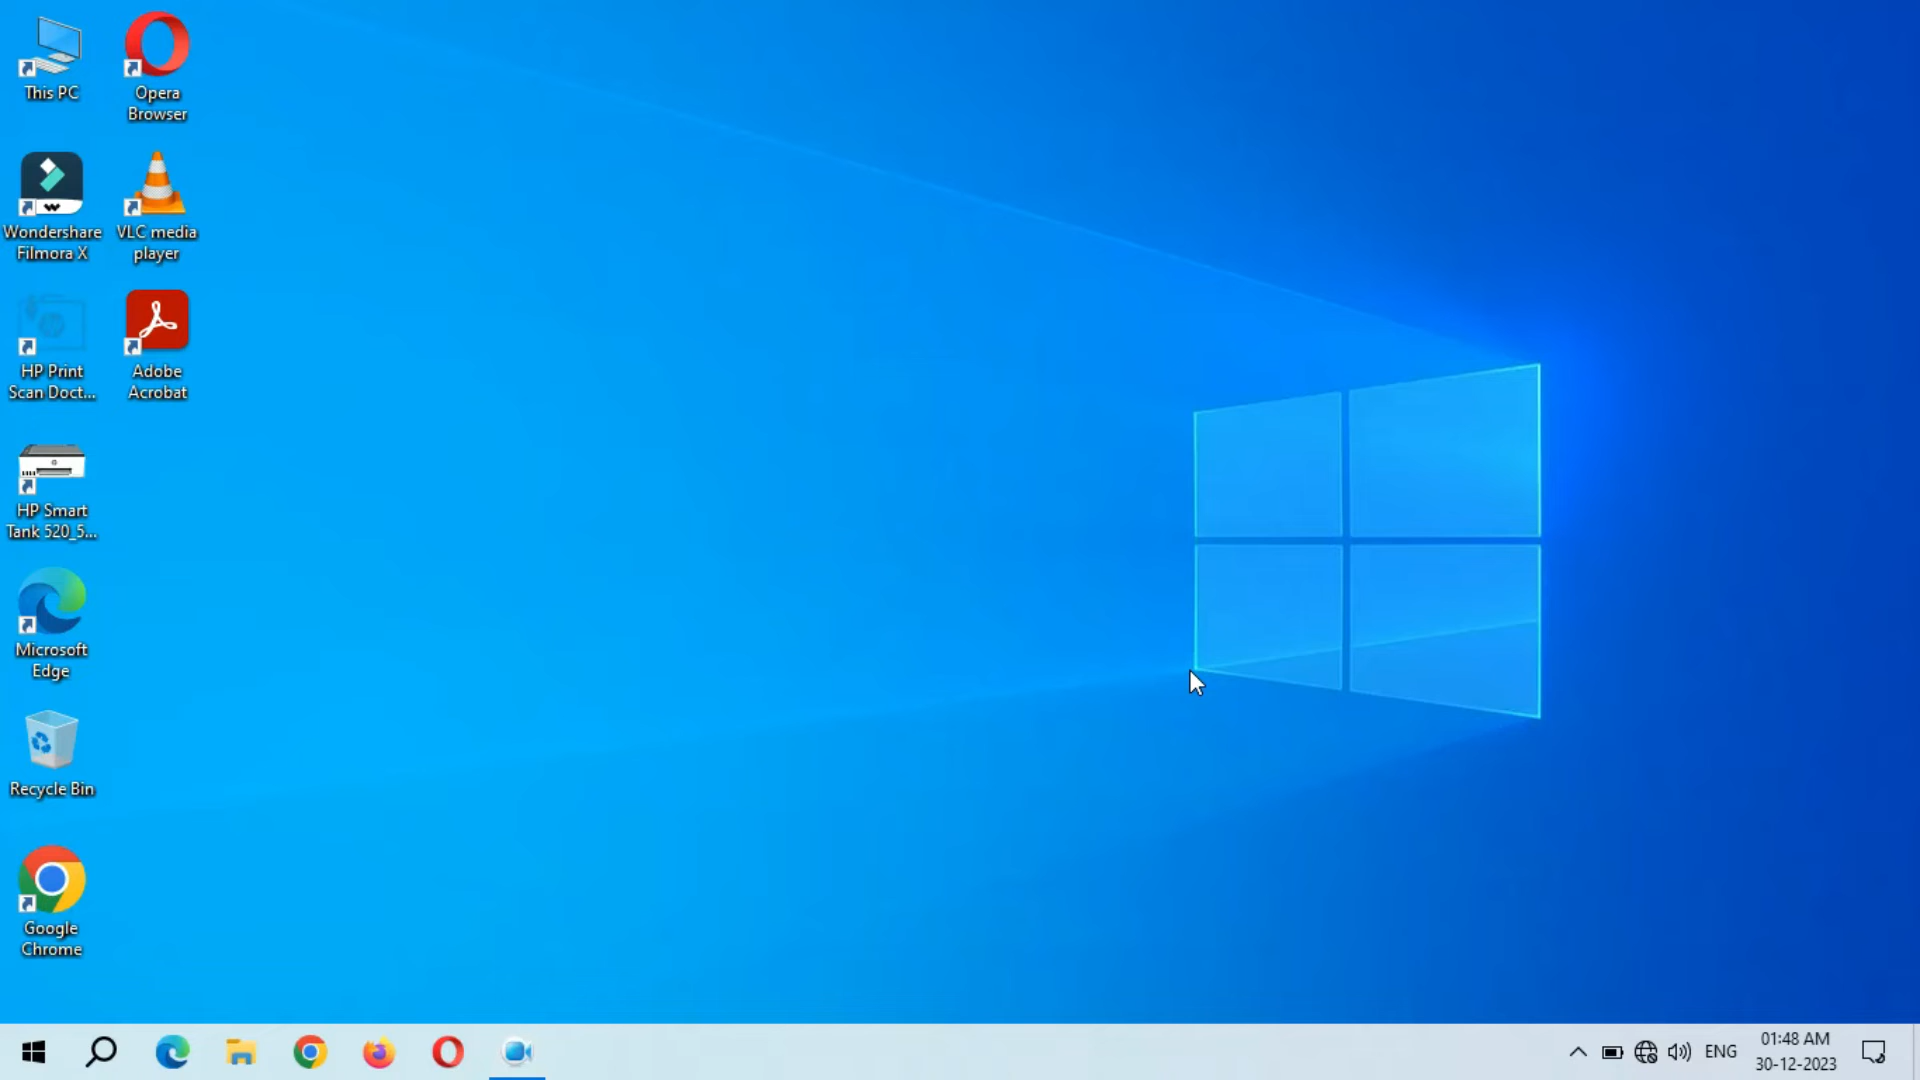 This PC
Opera
Browser
Wondershare
Filmora X
VLC media
player
HP Print
Scan Doct...
Adobe
Acrobat
HP Smart
Tank 520_5...
Microsoft
Edge
Recycle Bin
Google
Chrome
ENG
01:48 AM
30-12-2023